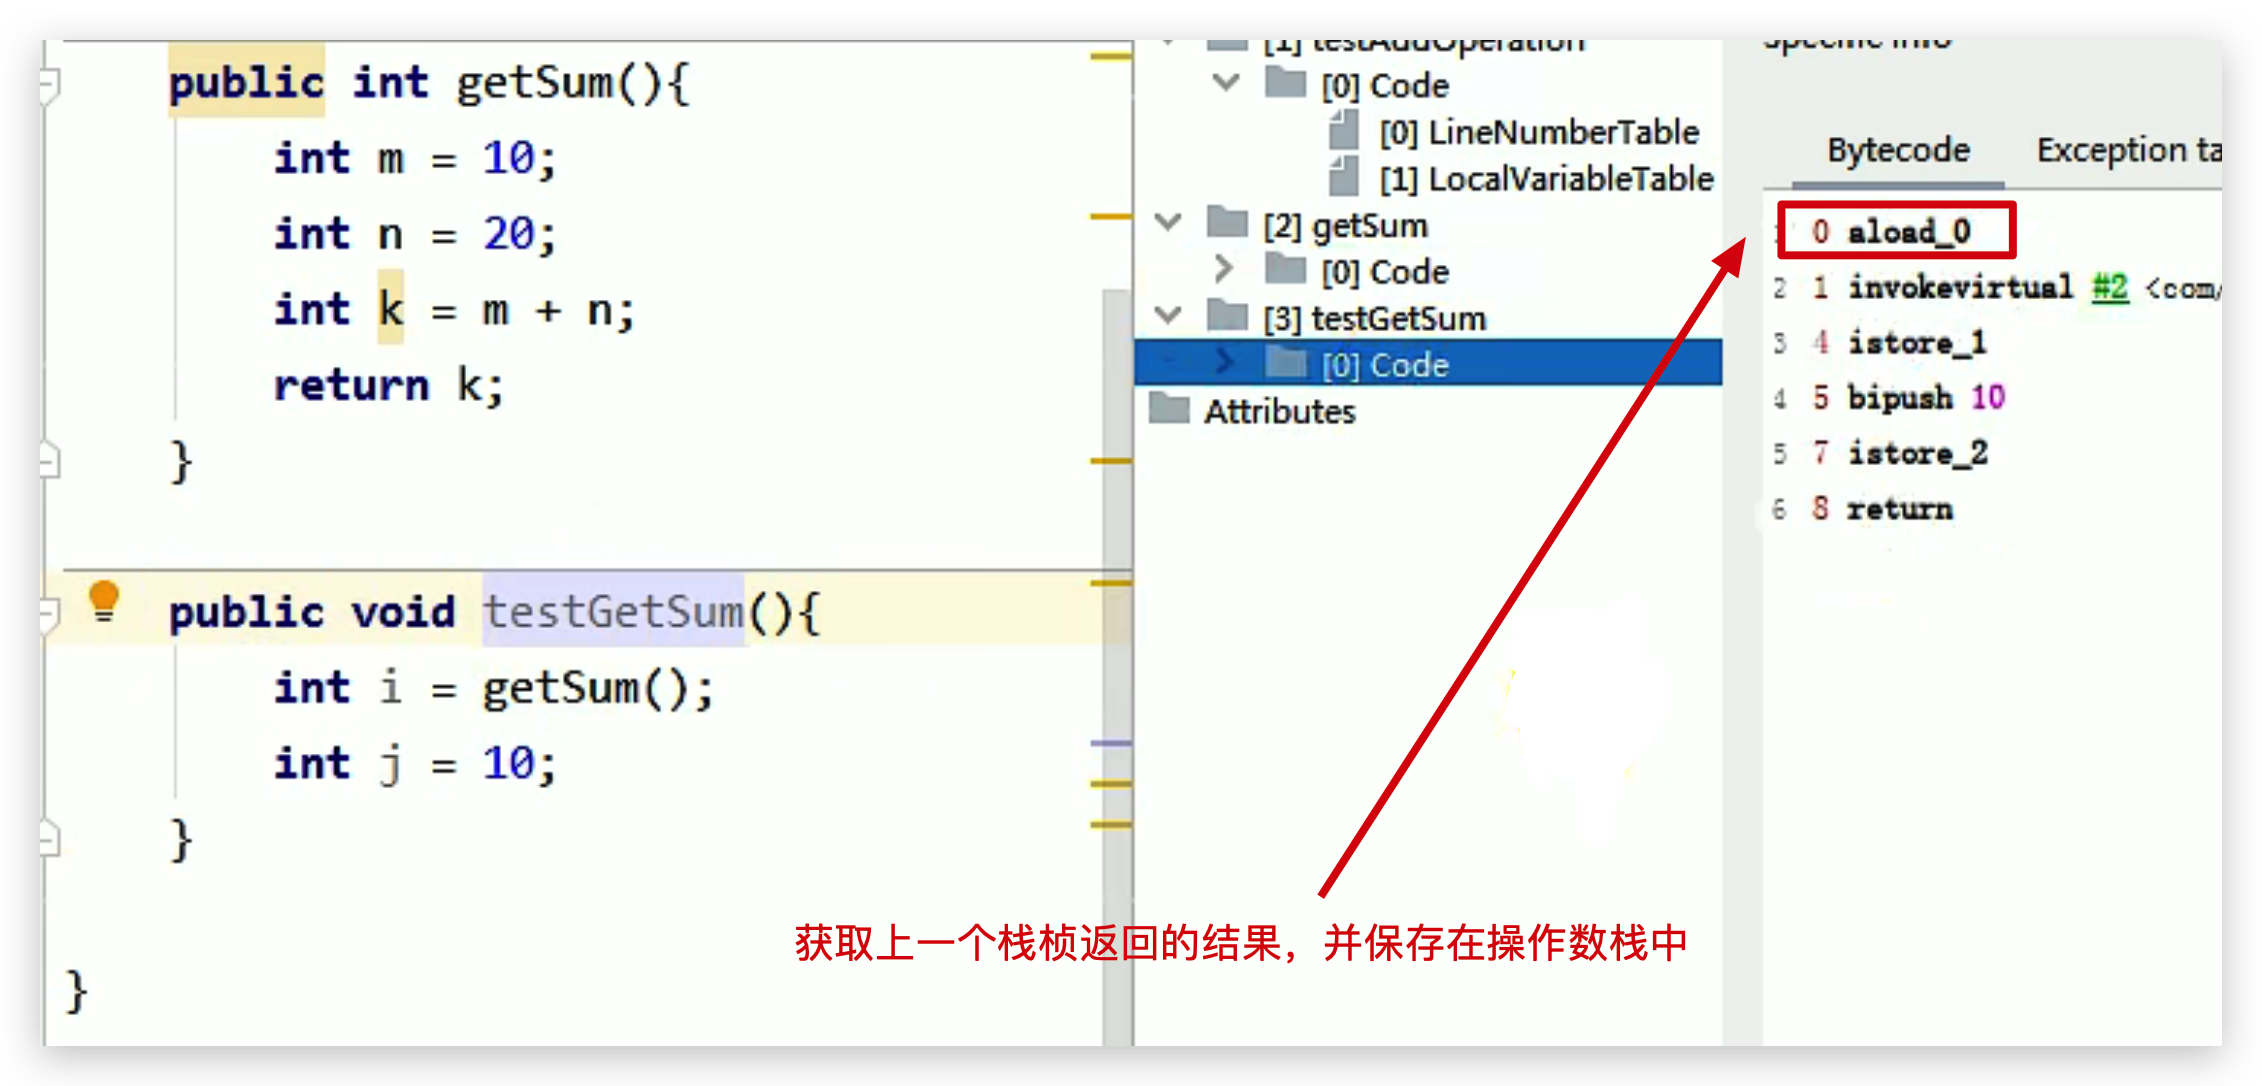 public int getSum(){
int m = 10;
int n = 20;
int k = m + n;
return k;
}
public void testGetSum(){
int i = getSum();
int j = 10;
}
}
[1] testAddOperation
[0] Code
[0] LineNumberTable
[1] LocalVariableTable
[2] getSum
[0] Code
[3] testGetSum
[0] Code
Attributes
Specific info
Bytecode Exception ta
1 0 aload_0
2 1 invokevirtual #2 <com/
3 4 istore_1
4 5 bipush 10
5 7 istore_2
6 8 return
获取上一个栈桢返回的结果，并保存在操作数栈中